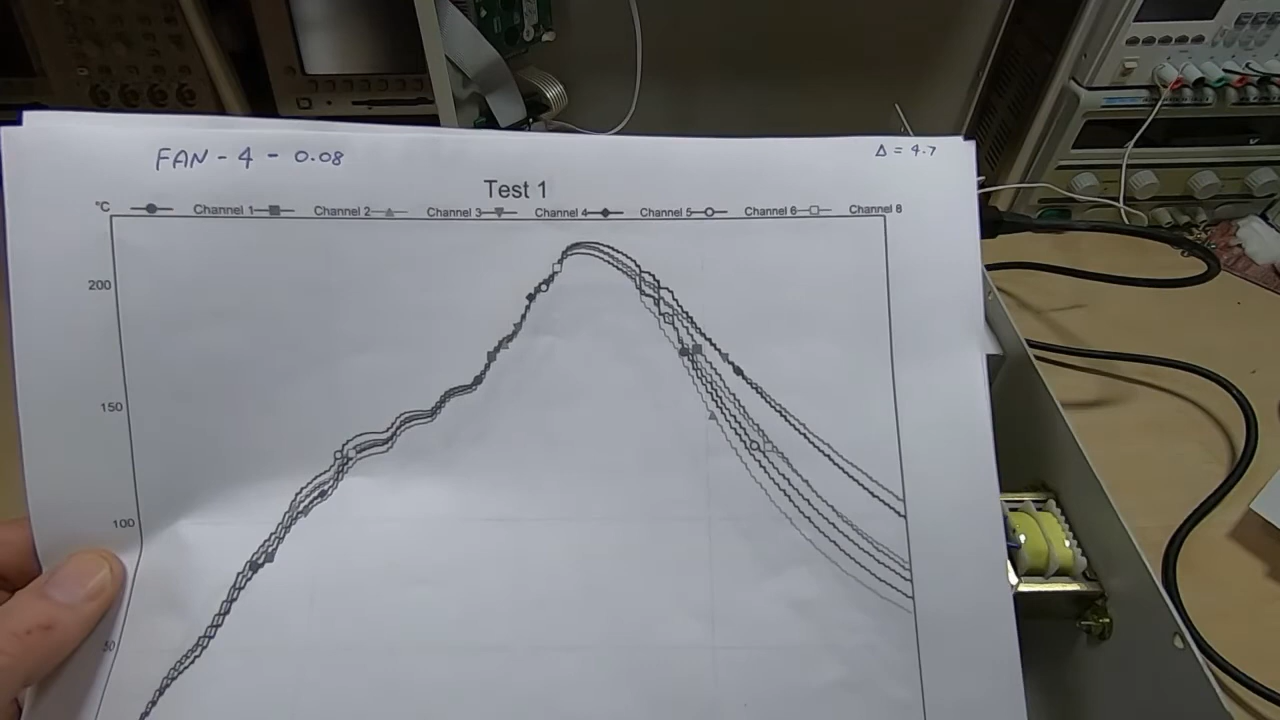 FAN - 4 - 0.08
Δ = 4.7
Test 1
°C Channel 1 Channel 2 Channel 3 Channel 4 Channel 5 Channel 6 Channel 8
200
150
100
50